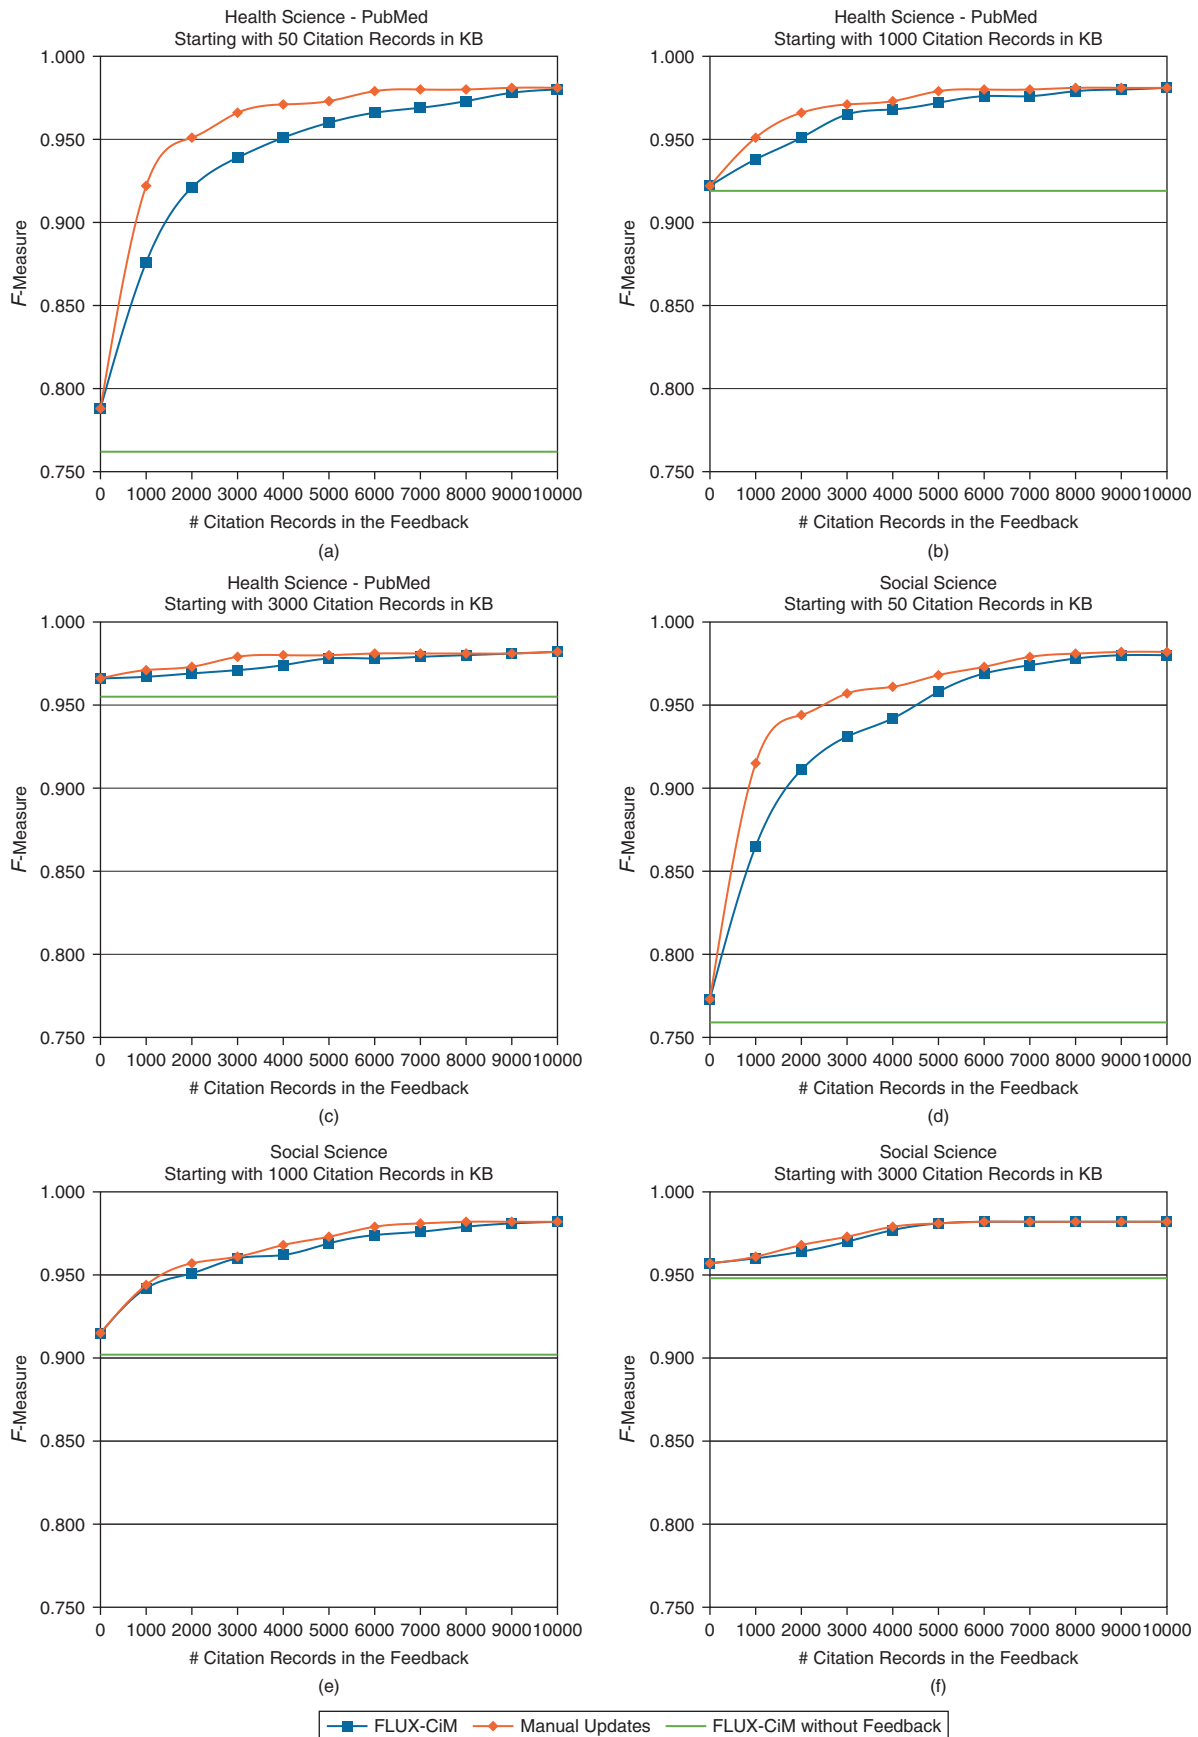 Health Science - PubMed
Starting with 50 Citation Records in KB
1.000
0.950
0.900
0.850
0.800
0.750
F-Measure
0 1000 2000 3000 4000 5000 6000 7000 8000 9000 10000
# Citation Records in the Feedback
(a)
Health Science - PubMed
Starting with 1000 Citation Records in KB
1.000
0.950
0.900
0.850
0.800
0.750
F-Measure
0 1000 2000 3000 4000 5000 6000 7000 8000 9000 10000
# Citation Records in the Feedback
(b)
Health Science - PubMed
Starting with 3000 Citation Records in KB
1.000
0.950
0.900
0.850
0.800
0.750
F-Measure
0 1000 2000 3000 4000 5000 6000 7000 8000 9000 10000
# Citation Records in the Feedback
(c)
Social Science
Starting with 50 Citation Records in KB
1.000
0.950
0.900
0.850
0.800
0.750
F-Measure
0 1000 2000 3000 4000 5000 6000 7000 8000 9000 10000
# Citation Records in the Feedback
(d)
Social Science
Starting with 1000 Citation Records in KB
1.000
0.950
0.900
0.850
0.800
0.750
F-Measure
0 1000 2000 3000 4000 5000 6000 7000 8000 9000 10000
# Citation Records in the Feedback
(e)
Social Science
Starting with 3000 Citation Records in KB
1.000
0.950
0.900
0.850
0.800
0.750
F-Measure
0 1000 2000 3000 4000 5000 6000 7000 8000 9000 10000
# Citation Records in the Feedback
(f)
FLUX-CiM Manual Updates FLUX-CiM without Feedback